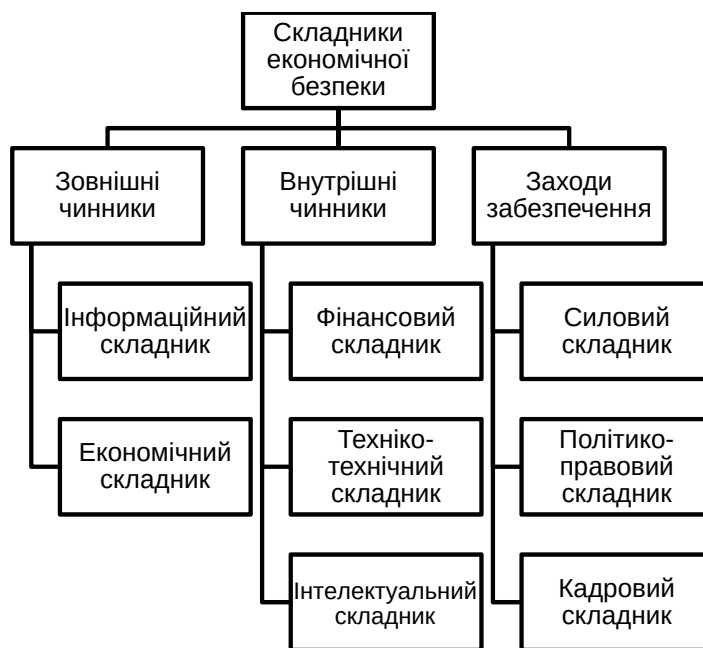 Складники
економічної
безпеки
Зовнішні
чинники
Внутрішні
чинники
Заходи
забезпечення
Інформаційний
складник
Фінансовий
складник
Силовий
складник
Економічний
складник
Техніко-
технічний
складник
Політико-
правовий
складник
Інтелектуальний
складник
Кадровий
складник